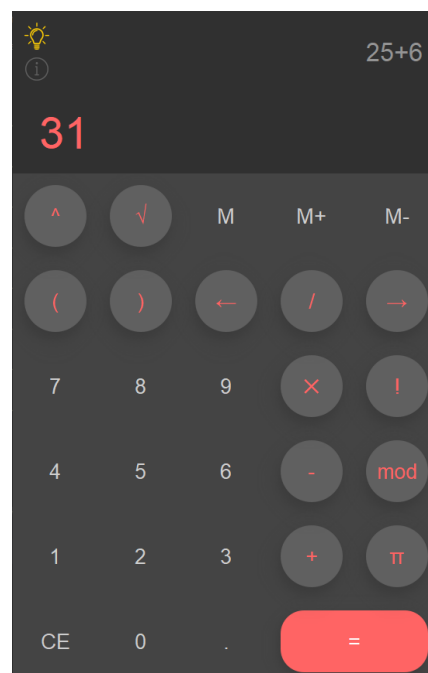 25+6
31
^ √ M M+ M-
( ) ← / →
7 8 9 × !
4 5 6 - mod
1 2 3 + π
CE 0 . =